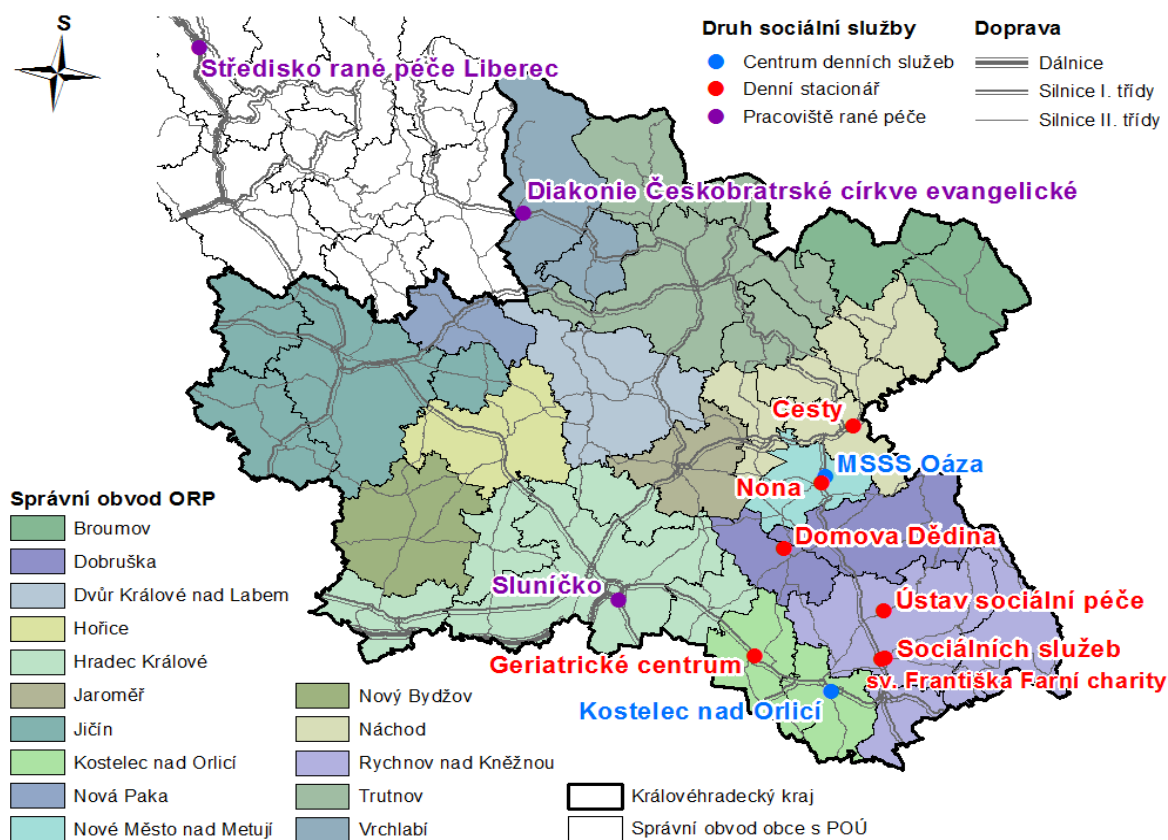 S
Druh sociální služby
Centrum denních služeb
Denní stacionář
Pracoviště rané péče
Doprava
Dálnice
Silnice I. třídy
Silnice II. třídy
Středisko rané péče Liberec
Diakonie Českobratrské církve evangelické
Cesty
MSSS Oáza
Nona
Domova Dědina
Sluníčko
Ústav sociální péče
Geriatrické centrum
Sociálních služeb
sv. Františka Farní charity
Kostelec nad Orlicí
Správní obvod ORP
Broumov
Dobruška
Dvůr Králové nad Labem
Hořice
Hradec Králové
Jaroměř
Jičín
Kostelec nad Orlicí
Nová Paka
Nové Město nad Metují
Nový Bydžov
Náchod
Rychnov nad Kněžnou
Trutnov
Vrchlabí
Královéhradecký kraj
Správní obvod obce s POÚ